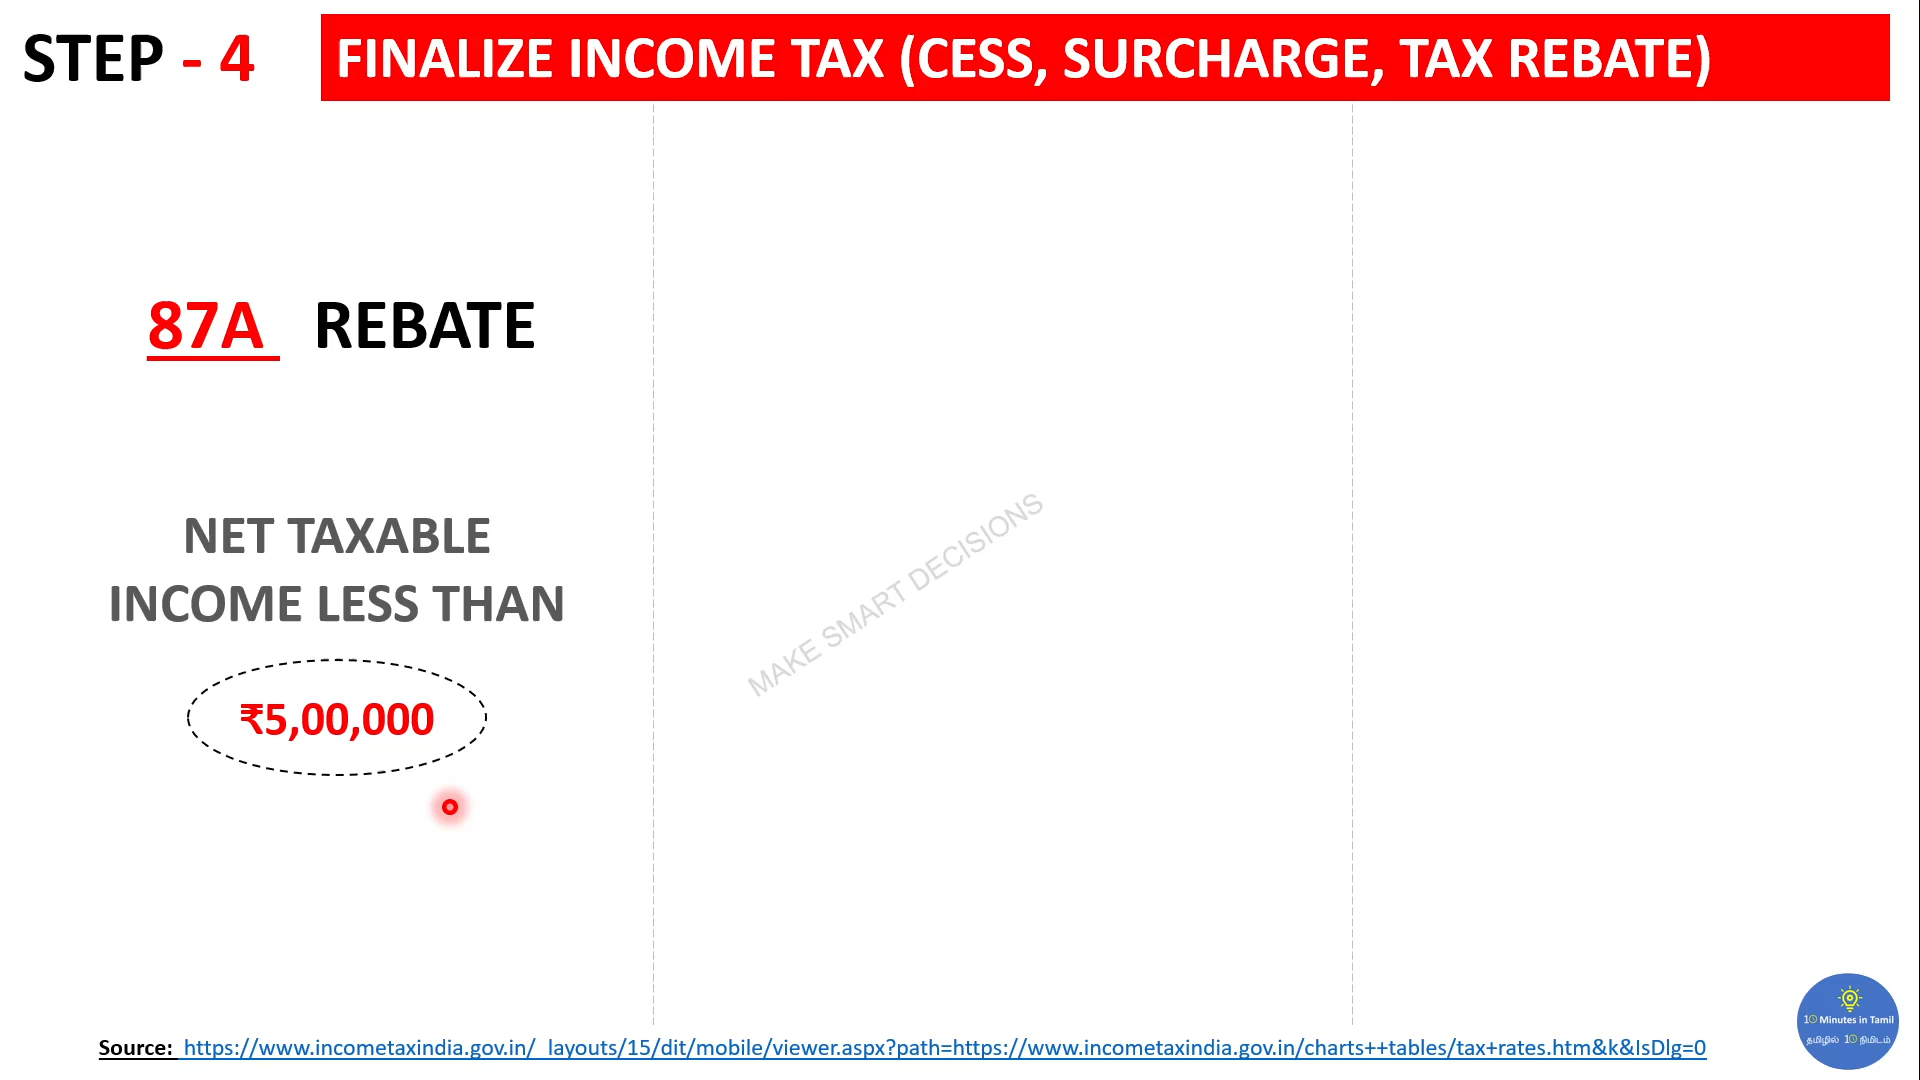 STEP - 4
FINALIZE INCOME TAX (CESS, SURCHARGE, TAX REBATE)
87A REBATE
NET TAXABLE
INCOME LESS THAN
₹5,00,000
MAKE SMART DECISIONS
Source: https://www.incometaxindia.gov.in/_layouts/15/dit/mobile/viewer.aspx?path=https://www.incometaxindia.gov.in/charts++tables/tax+rates.htm&k&IsDlg=0
10 Minutes in Tamil
தமிழில் 10 நிமிடம்